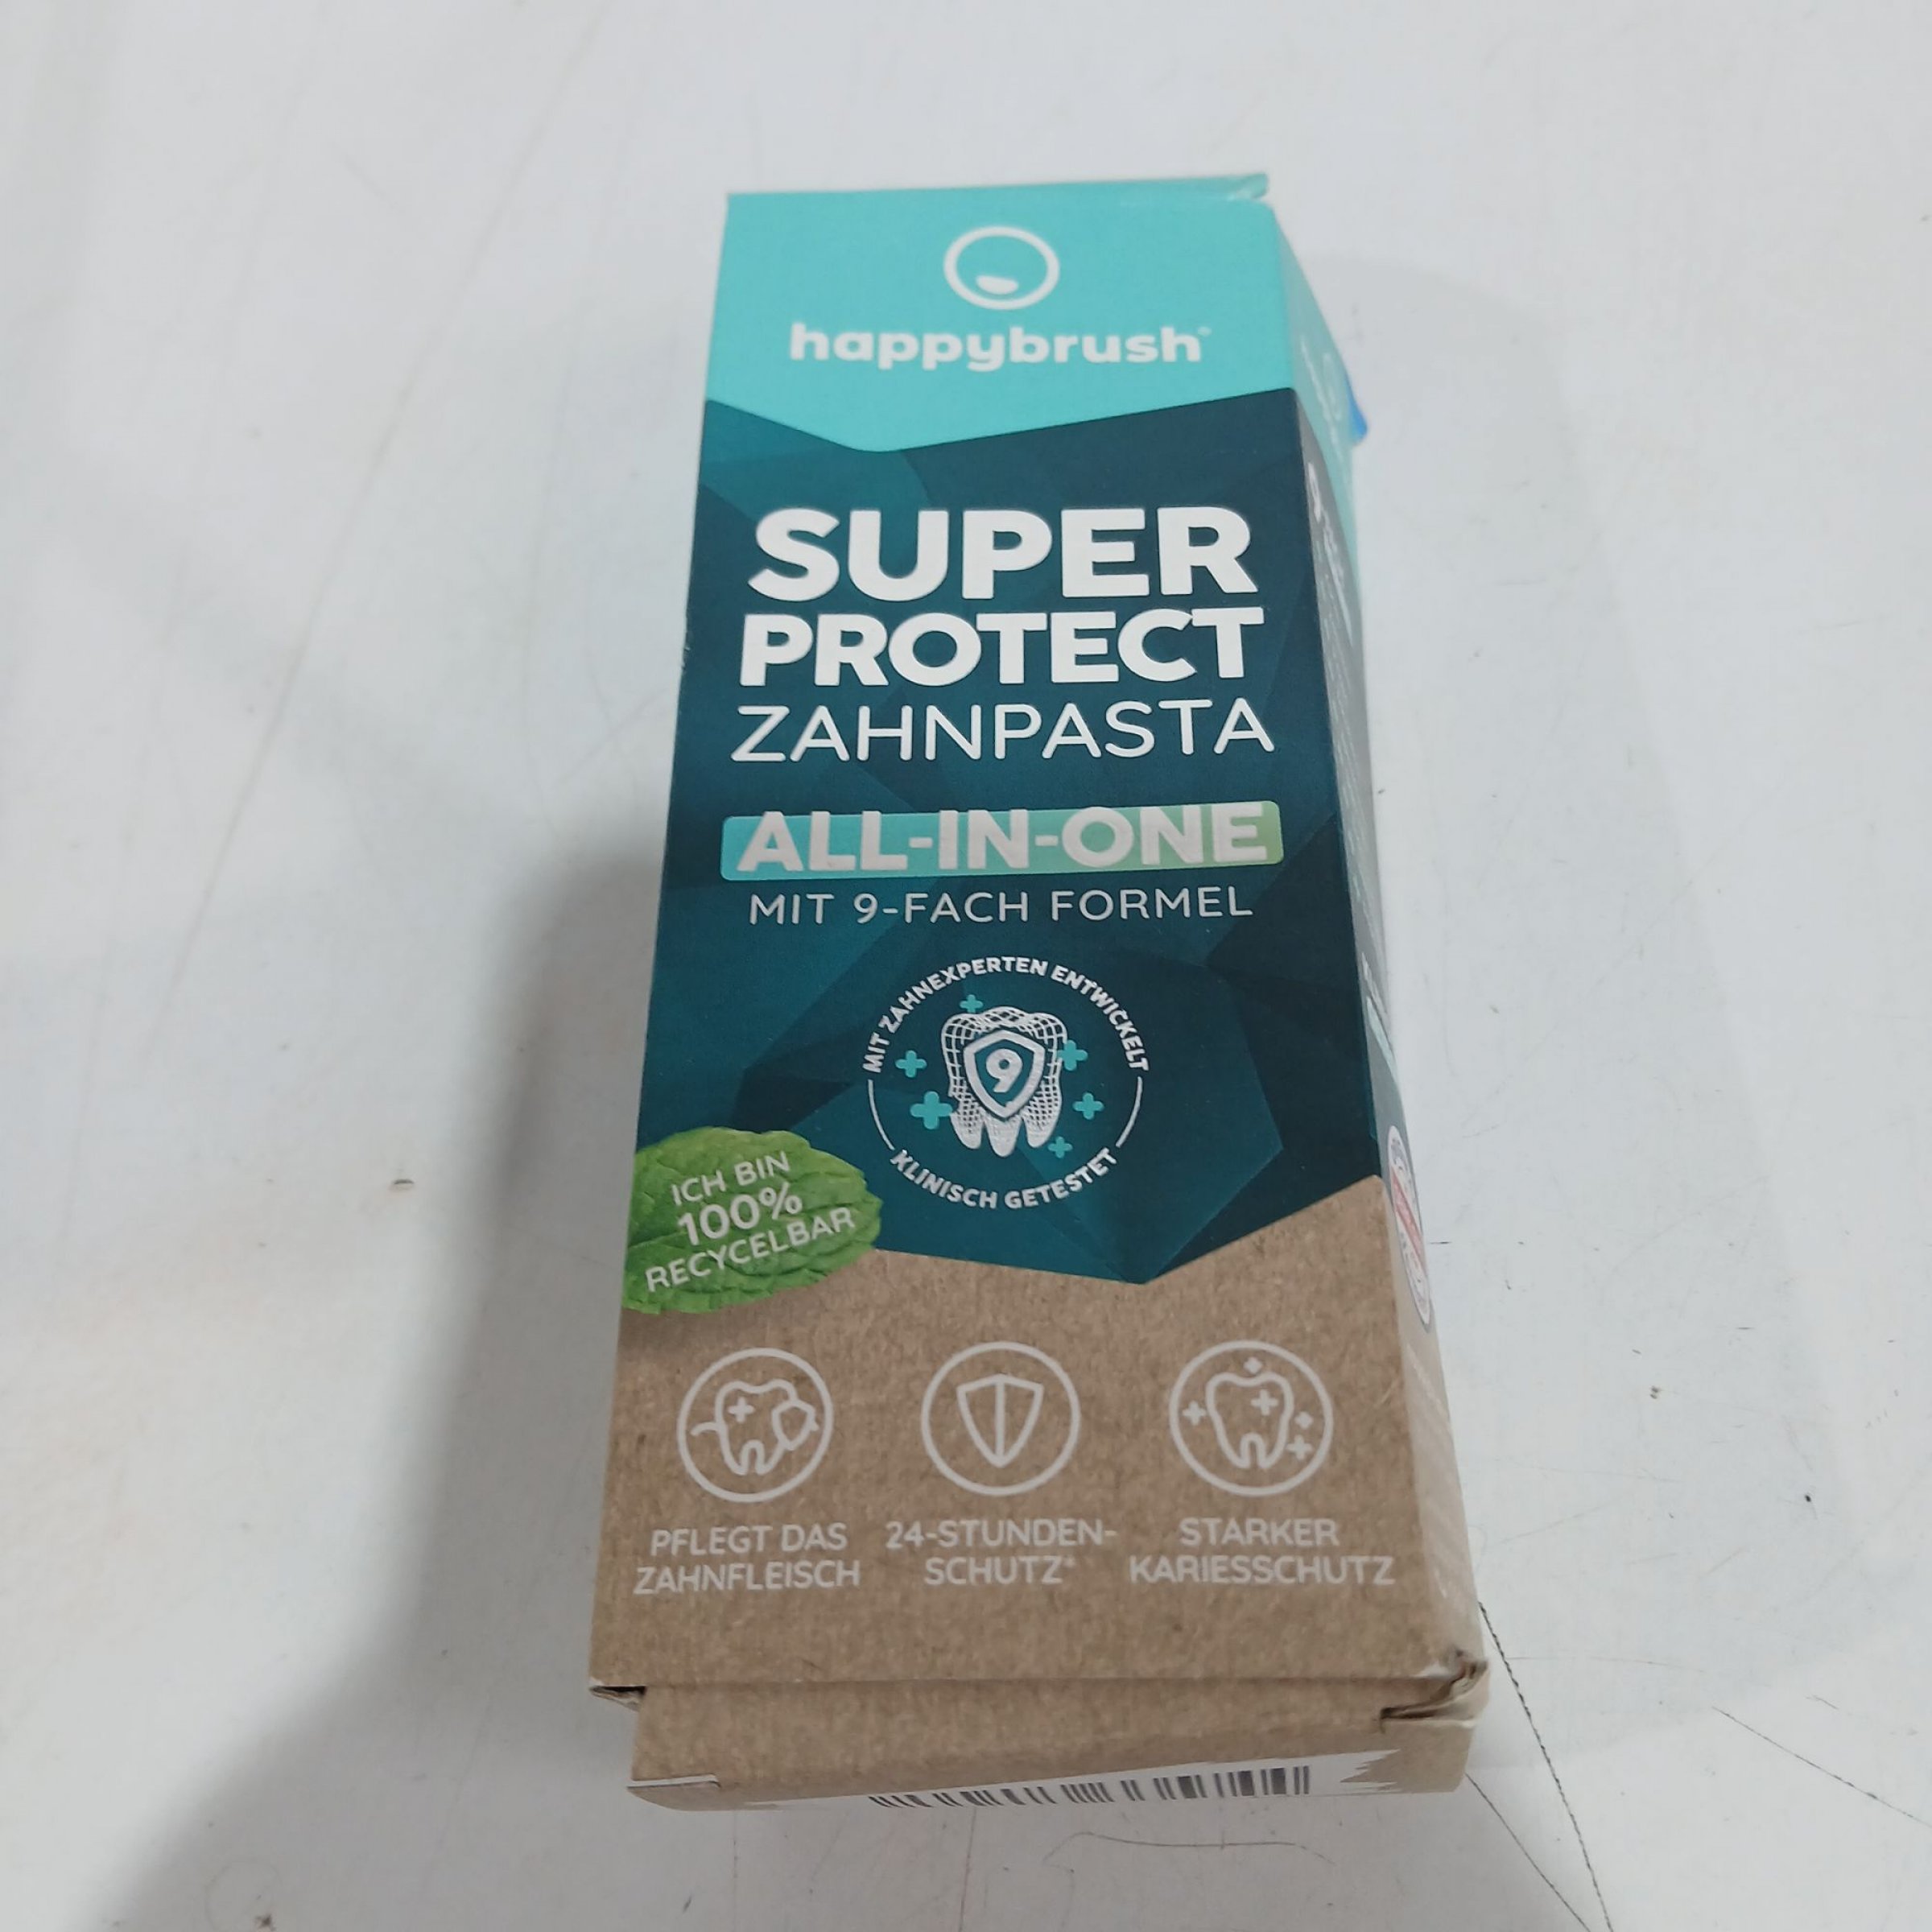 happybrush
SUPER
PROTECT
ZAHNPASTA
ALL-IN-ONE
MIT 9-FACH FORMEL
MIT ZAHNEXPERTEN ENTWICKELT
9
KLINISCH GETESTET
ICH BIN
100%
RECYCELBAR
PFLEGT DAS
ZAHNFLEISCH
24-STUNDEN-
SCHUTZ*
STARKER
KARIESSCHUTZ